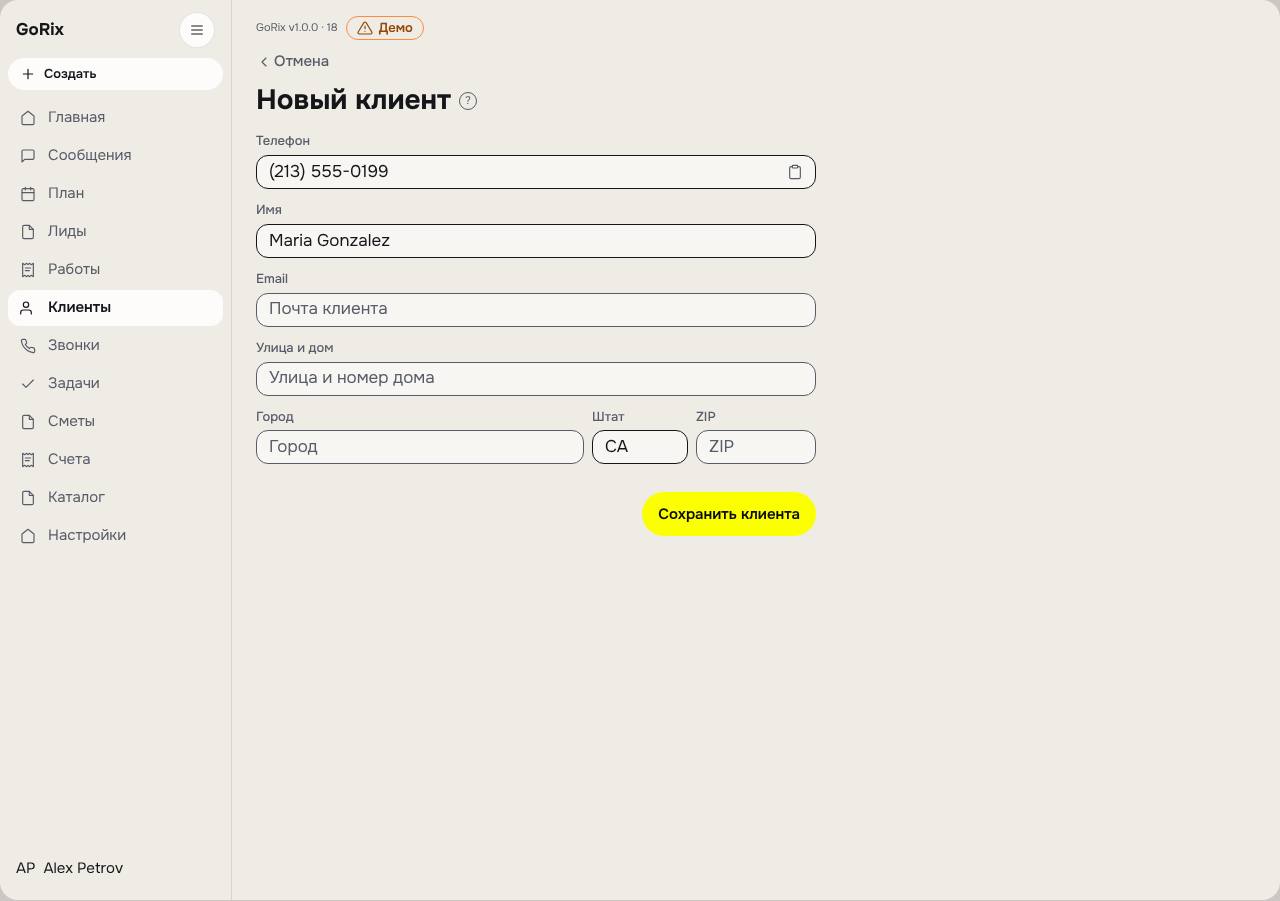 GoRix
Создать
Главная
Сообщения
План
Лиды
Работы
Клиенты
Звонки
Задачи
Сметы
Счета
Каталог
Настройки
AP Alex Petrov
GoRix v1.0.0 · 18 Демо
Отмена
Новый клиент ?
Телефон
(213) 555-0199
Имя
Maria Gonzalez
Email
Почта клиента
Улица и дом
Улица и номер дома
Город Штат ZIP
Город CA ZIP
Сохранить клиента